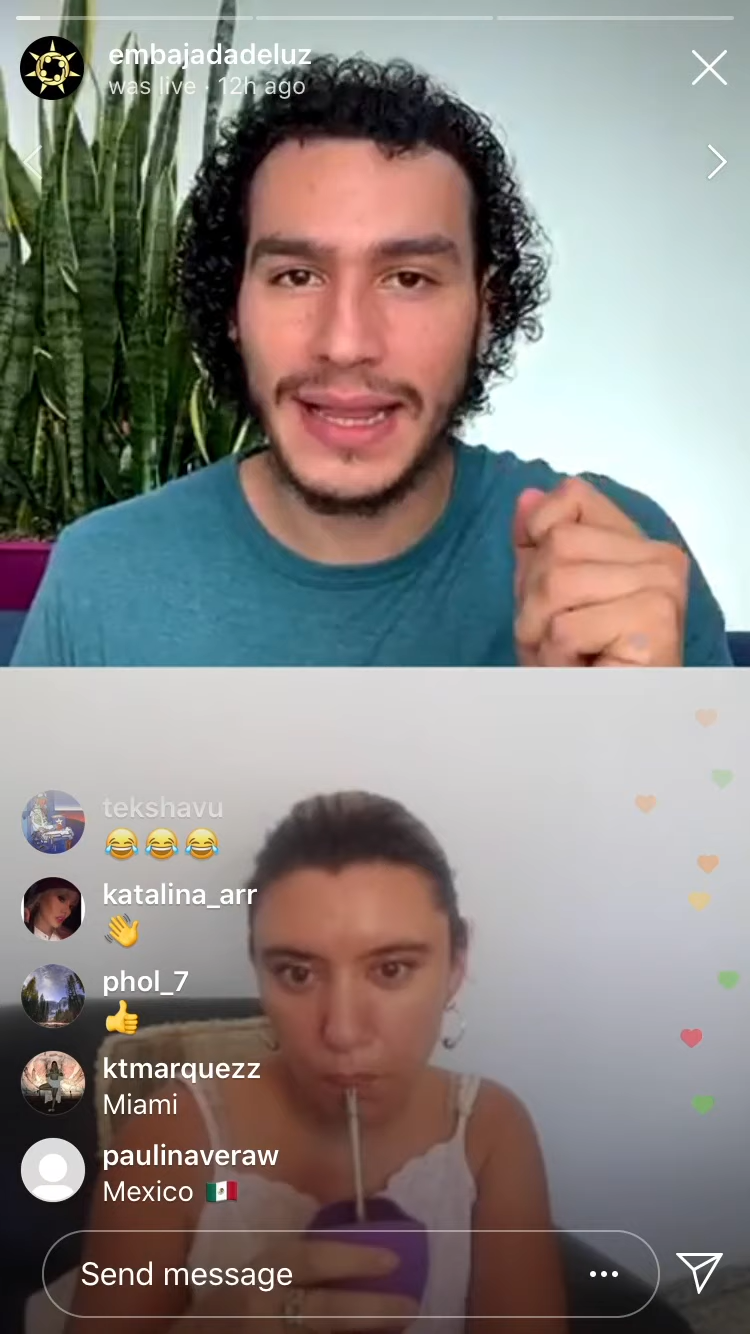 embajadadeluz
was live · 12h ago
tekshavu
😂😂😂
katalina_arr
👋
phol_7
👍
ktmarquezz
Miami
paulinaveraw
Mexico 🇲🇽
Send message